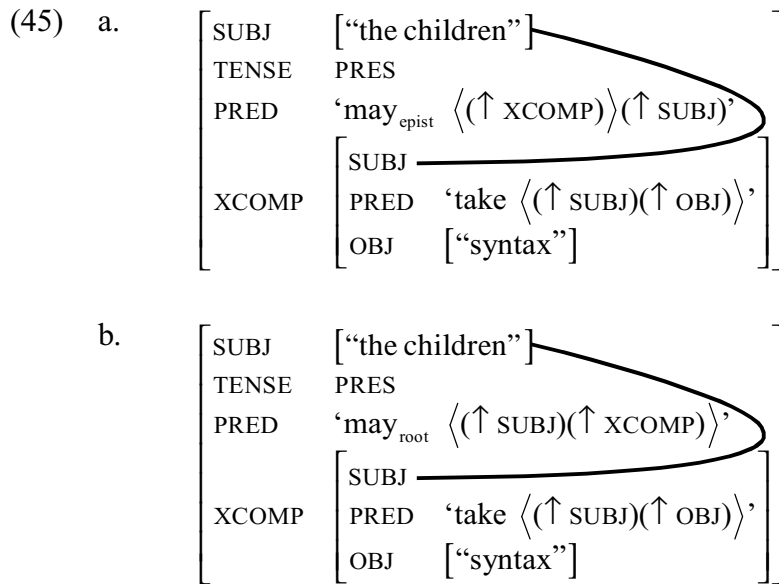 (45) a. SUBJ [“the children”]
TENSE PRES
PRED ‘may_epist ⟨(↑ XCOMP)⟩(↑ SUBJ)’
SUBJ
XCOMP PRED ‘take ⟨(↑ SUBJ)(↑ OBJ)⟩’
OBJ [“syntax”]
b. SUBJ [“the children”]
TENSE PRES
PRED ‘may_root ⟨(↑ SUBJ)(↑ XCOMP)⟩’
SUBJ
XCOMP PRED ‘take ⟨(↑ SUBJ)(↑ OBJ)⟩’
OBJ [“syntax”]